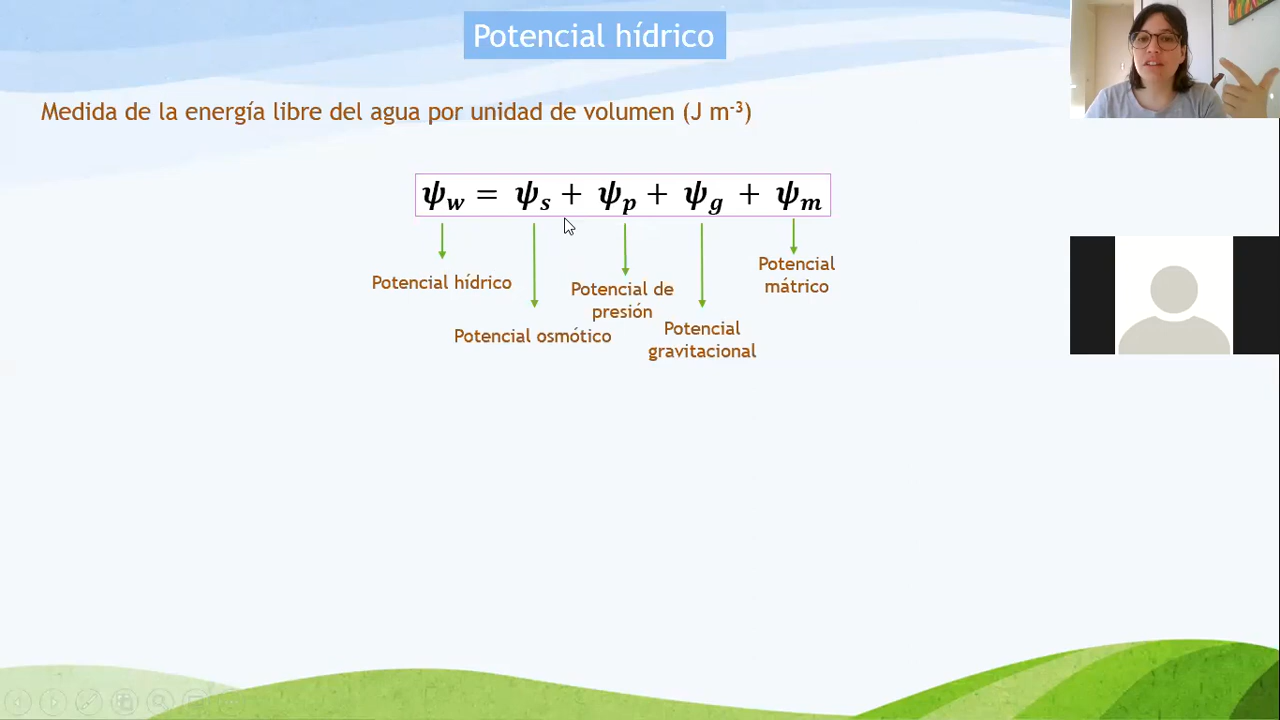 Potencial hídrico
Medida de la energía libre del agua por unidad de volumen (J m⁻³)
ψw = ψs + ψp + ψg + ψm
Potencial hídrico
Potencial osmótico
Potencial de
presión
Potencial
gravitacional
Potencial
mátrico